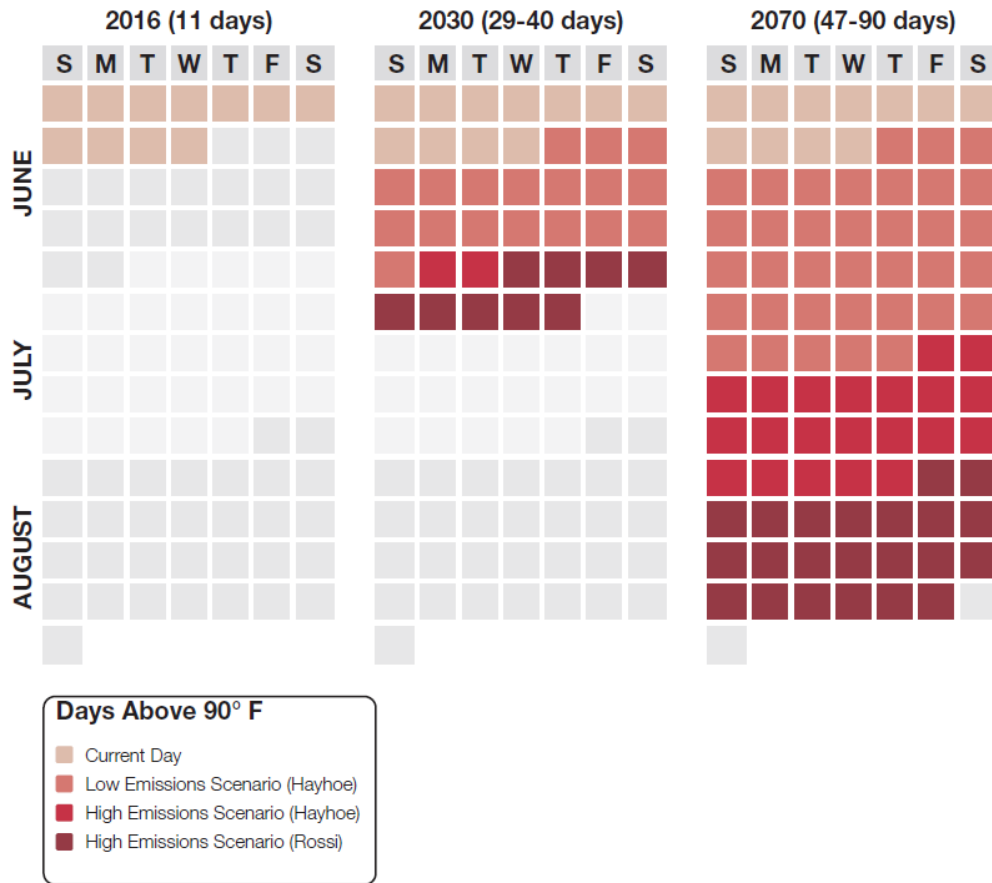 2016 (11 days)
2030 (29-40 days)
2070 (47-90 days)
S M T W T F S
S M T W T F S
S M T W T F S
JUNE
JULY
AUGUST
Days Above 90° F
Current Day
Low Emissions Scenario (Hayhoe)
High Emissions Scenario (Hayhoe)
High Emissions Scenario (Rossi)